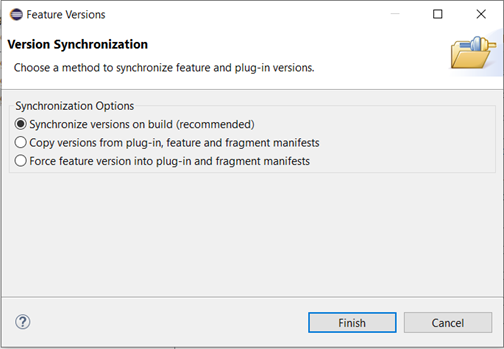 Feature Versions
Version Synchronization
Choose a method to synchronize feature and plug-in versions.
Synchronization Options
Synchronize versions on build (recommended)
Copy versions from plug-in, feature and fragment manifests
Force feature version into plug-in and fragment manifests
?
Finish
Cancel